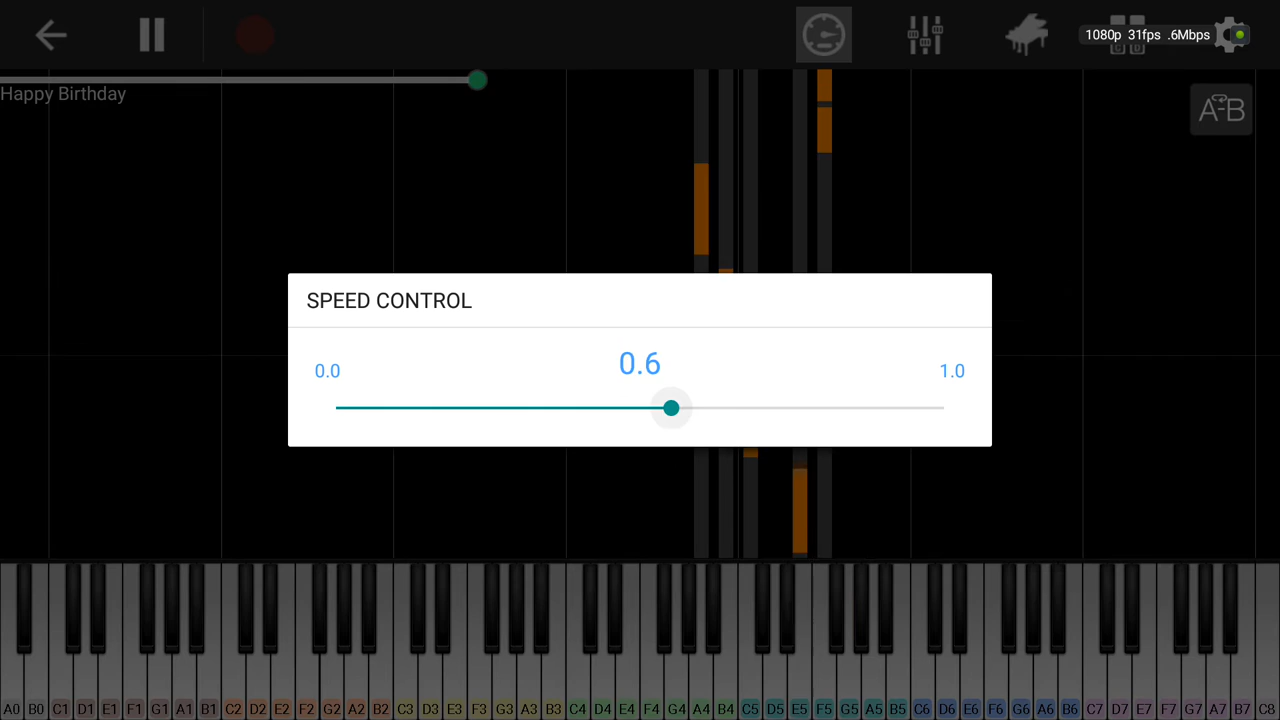 1080p 31fps .6Mbps
Happy Birthday
A-B
SPEED CONTROL
0.0 0.6 1.0
A0 B0 C1 D1 E1 F1 G1 A1 B1 C2 D2 E2 F2 G2 A2 B2 C3 D3 E3 F3 G3 A3 B3 C4 D4 E4 F4 G4 A4 B4 C5 D5 E5 F5 G5 A5 B5 C6 D6 E6 F6 G6 A6 B6 C7 D7 E7 F7 G7 A7 B7 C8